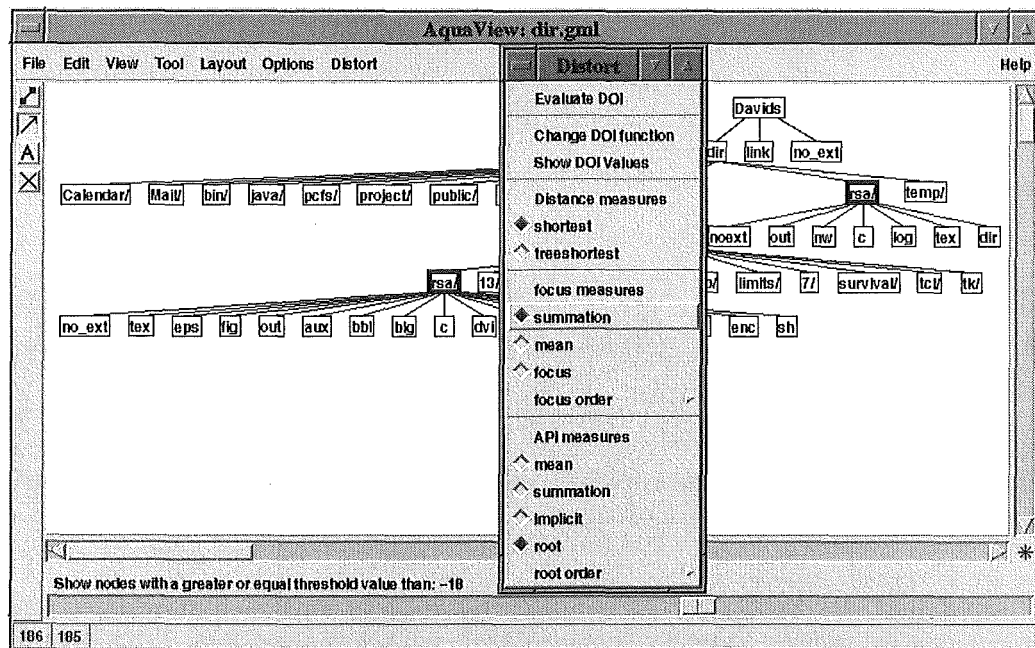 AquaView: dir.gml
File Edit View Tool Layout Options Distort Help
Distort
Evaluate DOI
Change DOI function
Show DOI Values
Distance measures
shortest
treeshortest
focus measures
summation
mean
focus
focus order
API measures
mean
summation
implicit
root
root order
A
Davids
dir link no_ext
Calendar/ Mail/ bin/ java/ pcfs/ project/ public/ rsa/ temp/
noext out nw c log tex dir
rsa/ 13/ limits/ 7/ survival/ tcl/ tk/
no_ext tex eps fig out aux bbl blg c dvi enc sh
Show nodes with a greater or equal threshold value than: -18
186 185